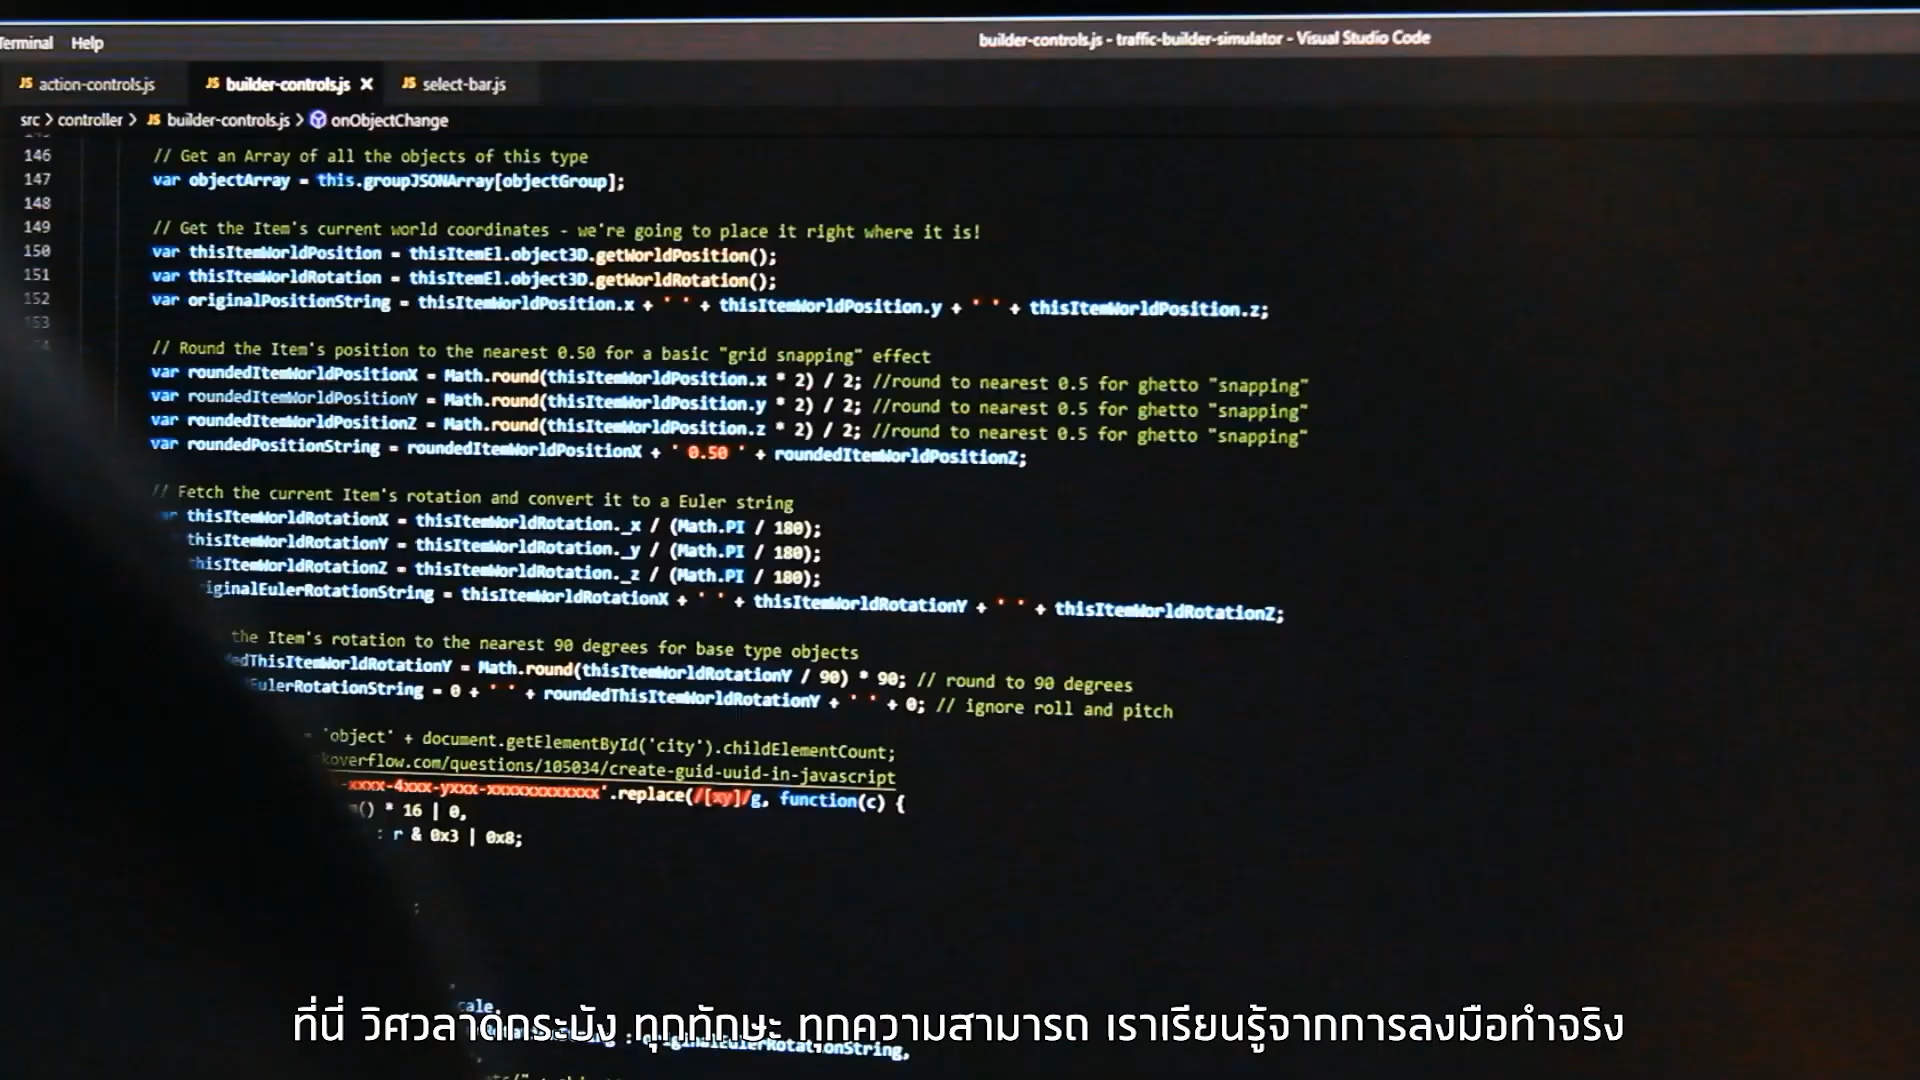 Terminal Help
builder-controls.js - traffic-builder-simulator - Visual Studio Code
JS action-controls.js JS builder-controls.js X JS select-bar.js
src > controller > JS builder-controls.js > onObjectChange
146 // Get an Array of all the objects of this type
147 var objectArray = this.groupJSONArray[objectGroup];
148
149 // Get the Item's current world coordinates - we're going to place it right where it is!
150 var thisItemWorldPosition = thisItemEl.object3D.getWorldPosition();
151 var thisItemWorldRotation = thisItemEl.object3D.getWorldRotation();
152 var originalPositionString = thisItemWorldPosition.x + ' ' + thisItemWorldPosition.y + ' ' + thisItemWorldPosition.z;
153
// Round the Item's position to the nearest 0.50 for a basic "grid snapping" effect
var roundedItemWorldPositionX = Math.round(thisItemWorldPosition.x * 2) / 2; //round to nearest 0.5 for ghetto "snapping"
var roundedItemWorldPositionY = Math.round(thisItemWorldPosition.y * 2) / 2; //round to nearest 0.5 for ghetto "snapping"
var roundedItemWorldPositionZ = Math.round(thisItemWorldPosition.z * 2) / 2; //round to nearest 0.5 for ghetto "snapping"
var roundedPositionString = roundedItemWorldPositionX + ' 0.50 ' + roundedItemWorldPositionZ;
// Fetch the current Item's rotation and convert it to a Euler string
var thisItemWorldRotationX = thisItemWorldRotation._x / (Math.PI / 180);
thisItemWorldRotationY = thisItemWorldRotation._y / (Math.PI / 180);
thisItemWorldRotationZ = thisItemWorldRotation._z / (Math.PI / 180);
iginalEulerRotationString = thisItemWorldRotationX + ' ' + thisItemWorldRotationY + ' ' + thisItemWorldRotationZ;
the Item's rotation to the nearest 90 degrees for base type objects
edThisItemWorldRotationY = Math.round(thisItemWorldRotationY / 90) * 90; // round to 90 degrees
EulerRotationString = 0 + ' ' + roundedThisItemWorldRotationY + ' ' + 0; // ignore roll and pitch
= 'object' + document.getElementById('city').childElementCount;
koverflow.com/questions/105034/create-guid-uuid-in-javascript
-xxxx-4xxx-yxxx-xxxxxxxxxxxx'.replace(/[xy]/g, function(c) {
() * 16 | 0,
: r & 0x3 | 0x8;
;
cale,
: originalEulerRotationString,
ที่นี่ วิศวลาดกระบัง ทุกทักษะ ทุกความสามารถ เราเรียนรู้จากการลงมือทำจริง